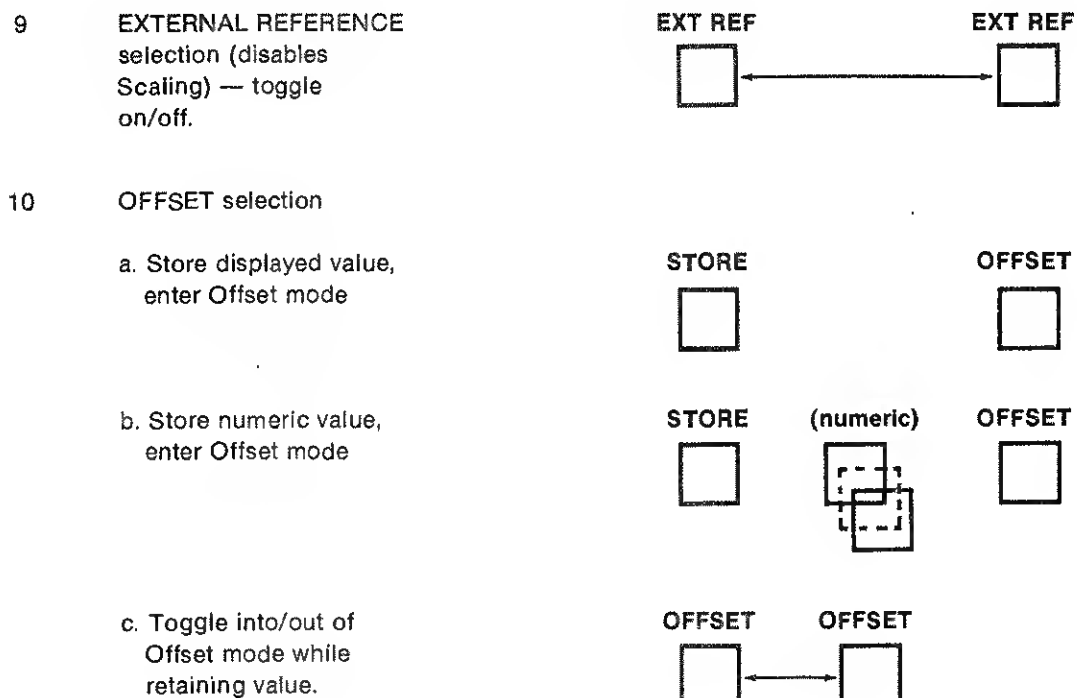 9 EXTERNAL REFERENCE EXT REF EXT REF
selection (disables
Scaling) — toggle
on/off.
10 OFFSET selection
a. Store displayed value, STORE OFFSET
enter Offset mode
b. Store numeric value, STORE (numeric) OFFSET
enter Offset mode
c. Toggle into/out of OFFSET OFFSET
Offset mode while
retaining value.